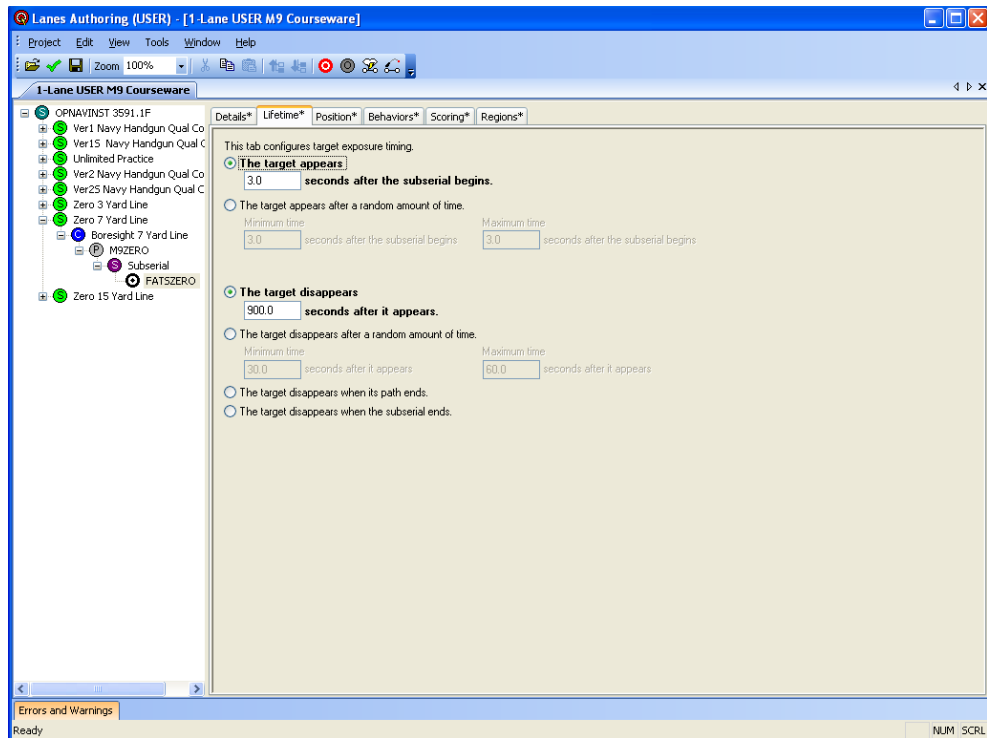 Lanes Authoring (USER) - [1-Lane USER M9 Courseware]
Project Edit View Tools Window Help
Zoom 100%
1-Lane USER M9 Courseware
OPNAVINST 3591.1F
Ver1 Navy Handgun Qual Co
Ver1S Navy Handgun Qual C
Unlimited Practice
Ver2 Navy Handgun Qual Co
Ver2S Navy Handgun Qual C
Zero 3 Yard Line
Zero 7 Yard Line
C Boresight 7 Yard Line
P M9ZERO
S Subserial
FATSZERO
Zero 15 Yard Line
Details* Lifetime* Position* Behaviors* Scoring* Regions*
This tab configures target exposure timing.
The target appears
3.0 seconds after the subserial begins.
The target appears after a random amount of time.
Minimum time Maximum time
3.0 seconds after the subserial begins 3.0 seconds after the subserial begins
The target disappears
900.0 seconds after it appears.
The target disappears after a random amount of time.
Minimum time Maximum time
30.0 seconds after it appears 60.0 seconds after it appears
The target disappears when its path ends.
The target disappears when the subserial ends.
Errors and Warnings
Ready NUM SCRL